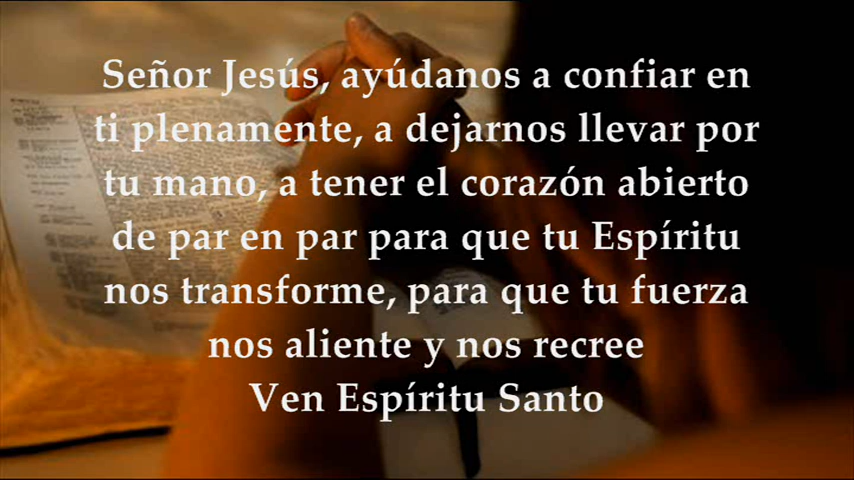 Señor Jesús, ayúdanos a confiar en
ti plenamente, a dejarnos llevar por
tu mano, a tener el corazón abierto
de par en par para que tu Espíritu
nos transforme, para que tu fuerza
nos aliente y nos recree
Ven Espíritu Santo